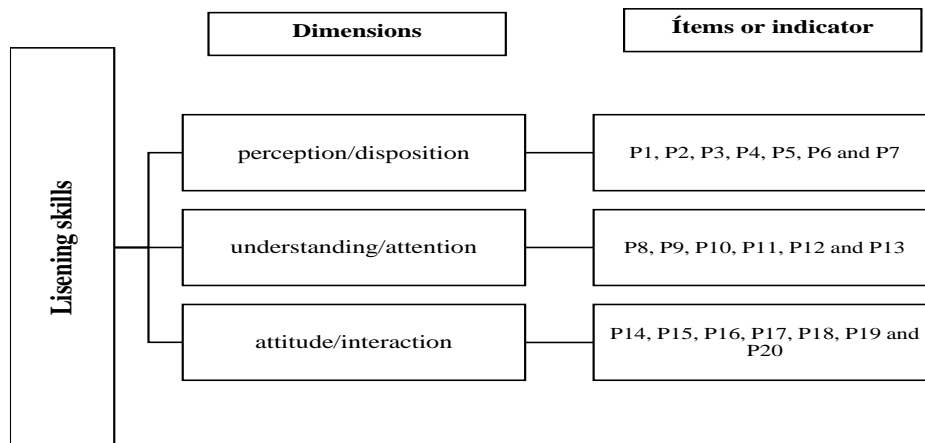 Dimensions
Ítems or indicator
Lisening skills
perception/disposition
P1, P2, P3, P4, P5, P6 and P7
understanding/attention
P8, P9, P10, P11, P12 and P13
attitude/interaction
P14, P15, P16, P17, P18, P19 and
P20